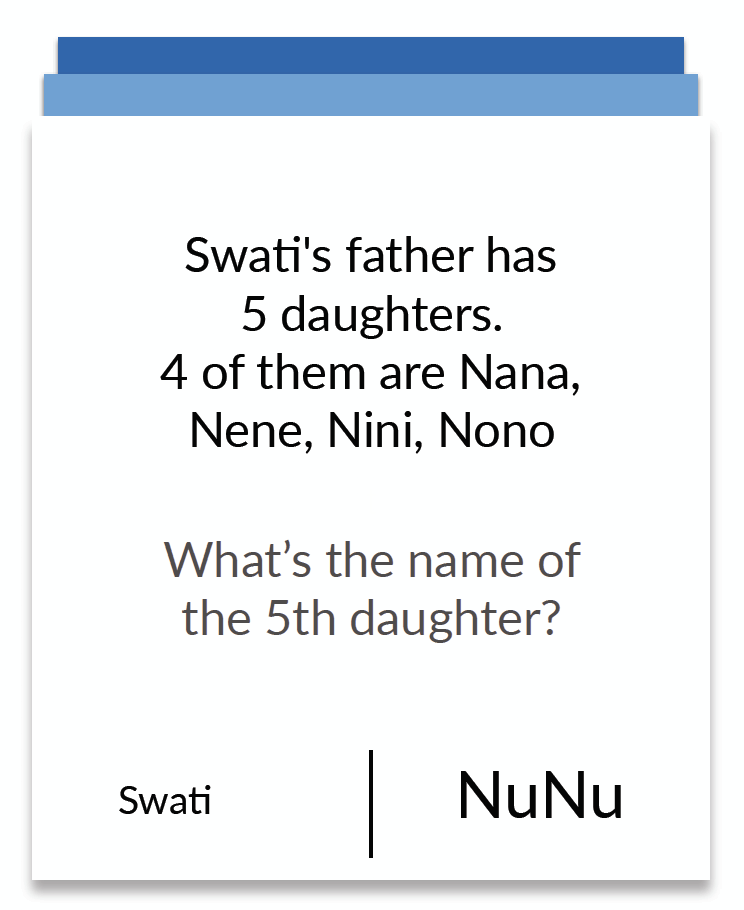 Swati's father has
5 daughters.
4 of them are Nana,
Nene, Nini, Nono
What’s the name of
the 5th daughter?
Swati
NuNu